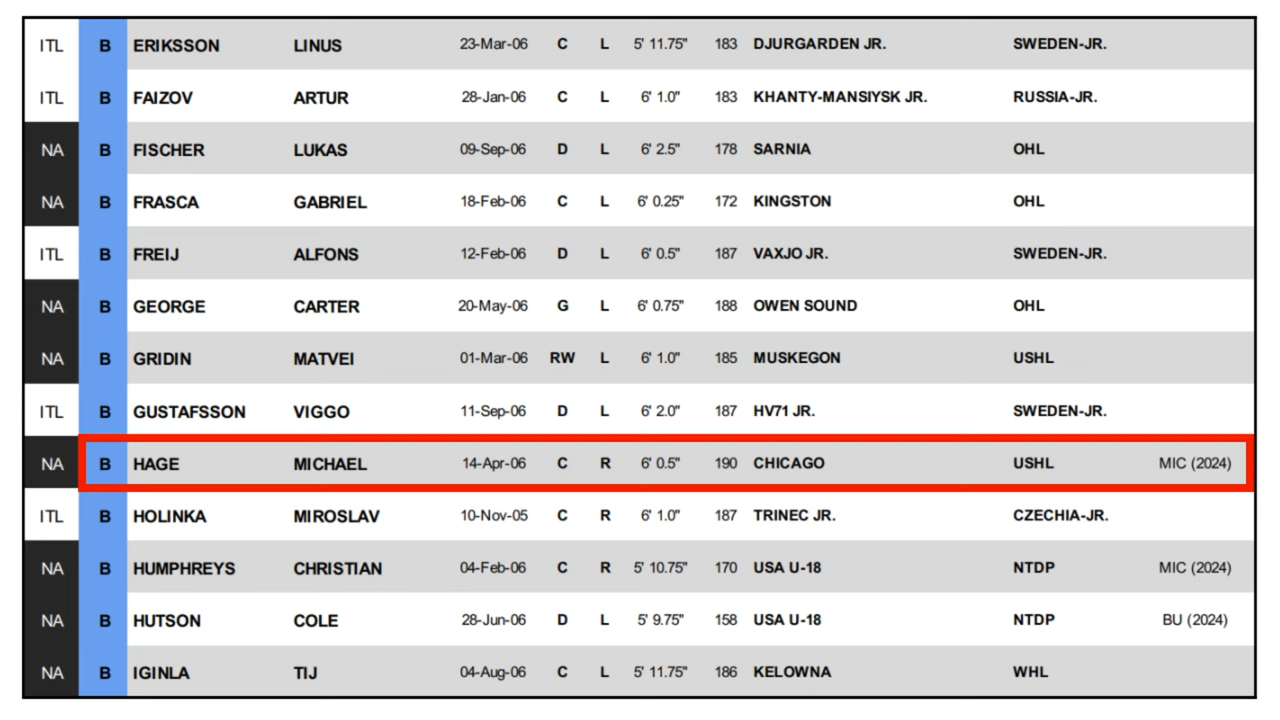 ITL B ERIKSSON LINUS 23-Mar-06 C L 5' 11.75" 183 DJURGARDEN JR. SWEDEN-JR.
ITL B FAIZOV ARTUR 28-Jan-06 C L 6' 1.0" 183 KHANTY-MANSIYSK JR. RUSSIA-JR.
NA B FISCHER LUKAS 09-Sep-06 D L 6' 2.5" 178 SARNIA OHL
NA B FRASCA GABRIEL 18-Feb-06 C L 6' 0.25" 172 KINGSTON OHL
ITL B FREIJ ALFONS 12-Feb-06 D L 6' 0.5" 187 VAXJO JR. SWEDEN-JR.
NA B GEORGE CARTER 20-May-06 G L 6' 0.75" 188 OWEN SOUND OHL
NA B GRIDIN MATVEI 01-Mar-06 RW L 6' 1.0" 185 MUSKEGON USHL
ITL B GUSTAFSSON VIGGO 11-Sep-06 D L 6' 2.0" 187 HV71 JR. SWEDEN-JR.
NA B HAGE MICHAEL 14-Apr-06 C R 6' 0.5" 190 CHICAGO USHL MIC (2024)
ITL B HOLINKA MIROSLAV 10-Nov-05 C R 6' 1.0" 187 TRINEC JR. CZECHIA-JR.
NA B HUMPHREYS CHRISTIAN 04-Feb-06 C R 5' 10.75" 170 USA U-18 NTDP MIC (2024)
NA B HUTSON COLE 28-Jun-06 D L 5' 9.75" 158 USA U-18 NTDP BU (2024)
NA B IGINLA TIJ 04-Aug-06 C L 5' 11.75" 186 KELOWNA WHL